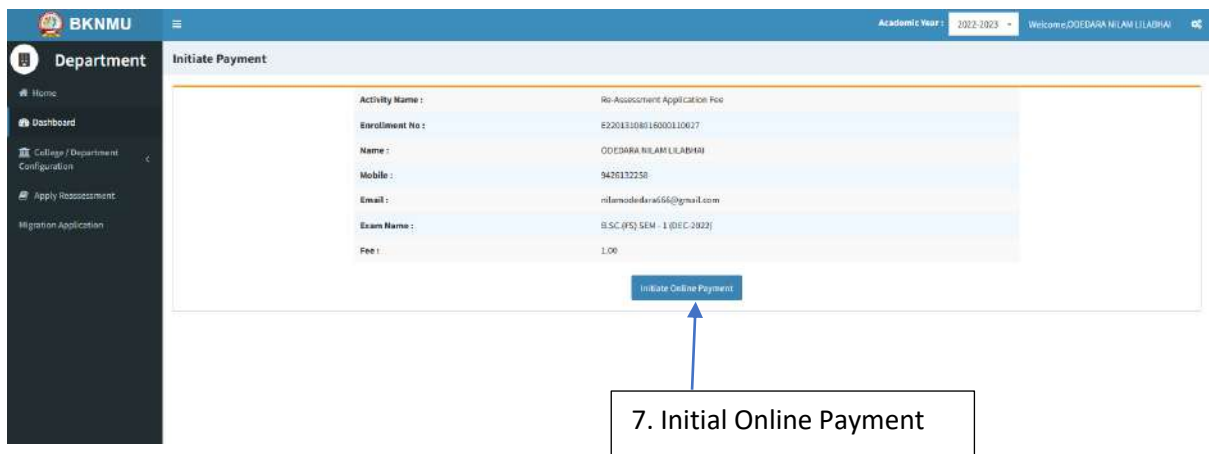 BKNMU
Academic Year : 2022-2023 Welcome,ODEDARA NILAM LILABHAI
Department
Initiate Payment
Home
Dashboard
College / Department
Configuration
Apply Reassessment
Migration Application
Activity Name : Re-Assessment Application Fee
Enrollment No :
Name : ODEDARA NILAM LILABHAI
Mobile : 9426132258
Email : nilamodedara666@gmail.com
Exam Name : B.SC.(FS) SEM - 1 (DEC-2022)
Fee : 1.00
Initiate Online Payment
7. Initial Online Payment